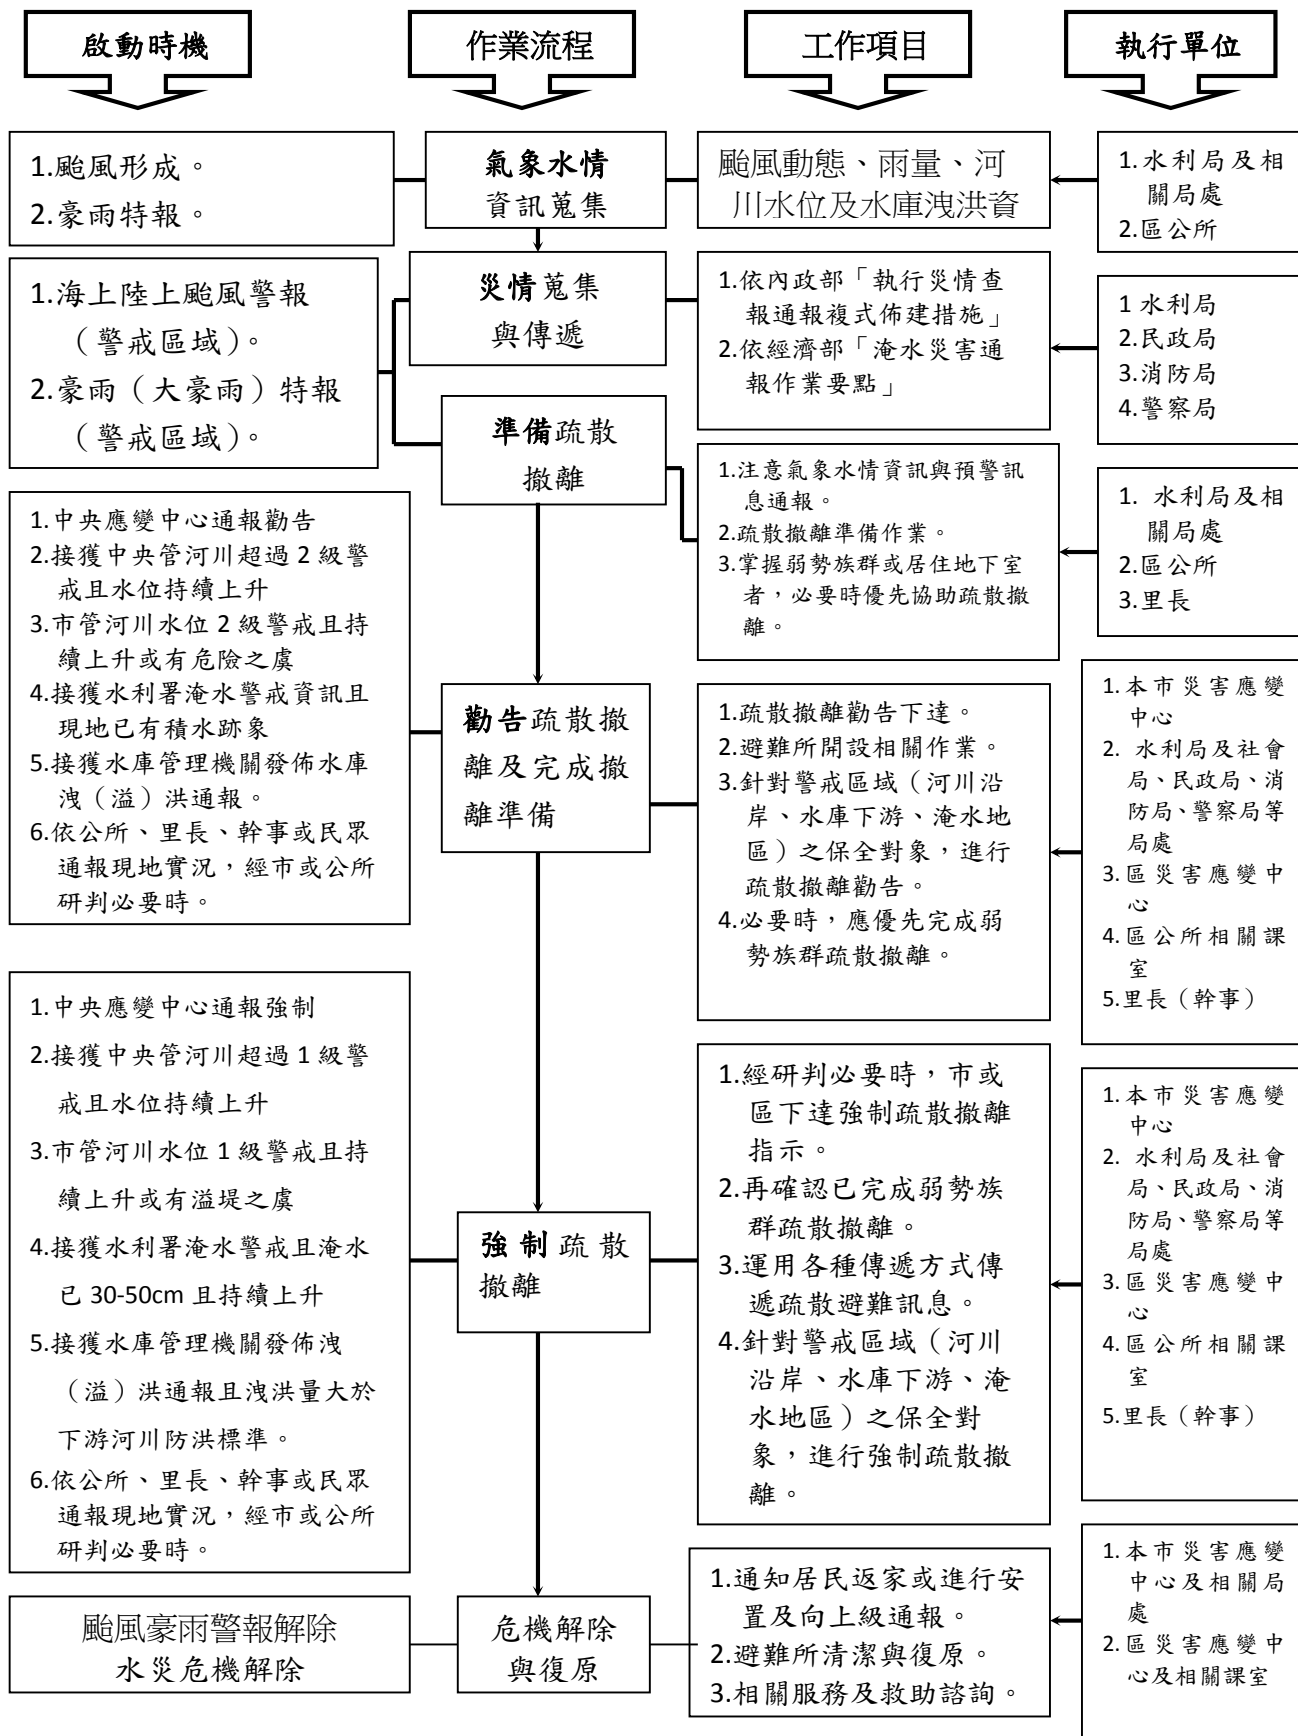 啟動時機
作業流程
工作項目
執行單位
1.颱風形成。
2.豪雨特報。
氣象水情
資訊蒐集
颱風動態、雨量、河
川水位及水庫洩洪資
1.水利局及相
關局處
2.區公所
1.海上陸上颱風警報
（警戒區域）。
2.豪雨（大豪雨）特報
（警戒區域）。
災情蒐集
與傳遞
1.依內政部「執行災情查
報通報複式佈建措施」
2.依經濟部「淹水災害通
報作業要點」
1 水利局
2.民政局
3.消防局
4.警察局
準備疏散
撤離
1.注意氣象水情資訊與預警訊
息通報。
2.疏散撤離準備作業。
3.掌握弱勢族群或居住地下室
者，必要時優先協助疏散撤
離。
1. 水利局及相
關局處
2.區公所
3.里長
1.中央應變中心通報勸告
2.接獲中央管河川超過 2 級警
戒且水位持續上升
3.市管河川水位 2 級警戒且持
續上升或有危險之虞
4.接獲水利署淹水警戒資訊且
現地已有積水跡象
5.接獲水庫管理機關發佈水庫
洩（溢）洪通報。
6.依公所、里長、幹事或民眾
通報現地實況，經市或公所
研判必要時。
勸告疏散撤
離及完成撤
離準備
1.疏散撤離勸告下達。
2.避難所開設相關作業。
3.針對警戒區域（河川沿
岸、水庫下游、淹水地
區）之保全對象，進行
疏散撤離勸告。
4.必要時，應優先完成弱
勢族群疏散撤離。
1.本市災害應變
中心
2. 水利局及社會
局、民政局、消
防局、警察局等
局處
3.區災害應變中
心
4.區公所相關課
室
5.里長（幹事）
1.中央應變中心通報強制
2.接獲中央管河川超過 1 級警
戒且水位持續上升
3.市管河川水位 1 級警戒且持
續上升或有溢堤之虞
4.接獲水利署淹水警戒且淹水
已 30-50cm 且持續上升
5.接獲水庫管理機關發佈洩
（溢）洪通報且洩洪量大於
下游河川防洪標準。
6.依公所、里長、幹事或民眾
通報現地實況，經市或公所
研判必要時。
強制疏散
撤離
1.經研判必要時，市或
區下達強制疏散撤離
指示。
2.再確認已完成弱勢族
群疏散撤離。
3.運用各種傳遞方式傳
遞疏散避難訊息。
4.針對警戒區域（河川
沿岸、水庫下游、淹
水地區）之保全對
象，進行強制疏散撤
離。
1.本市災害應變
中心
2. 水利局及社會
局、民政局、消
防局、警察局等
局處
3.區災害應變中
心
4.區公所相關課
室
5.里長（幹事）
颱風豪雨警報解除
水災危機解除
危機解除
與復原
1.通知居民返家或進行安
置及向上級通報。
2.避難所清潔與復原。
3.相關服務及救助諮詢。
1.本市災害應變
中心及相關局
處
2.區災害應變中
心及相關課室